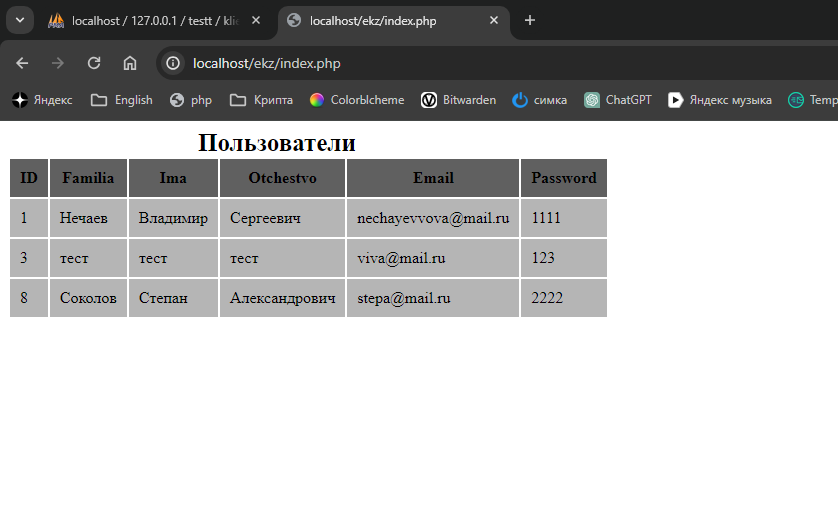 localhost / 127.0.0.1 / testt / klie
localhost/ekz/index.php
localhost/ekz/index.php
Яндекс English php Крипта Colorblcheme Bitwarden симка ChatGPT Яндекс музыка Temp
Пользователи
ID Familia Ima Otchestvo Email Password
1 Нечаев Владимир Сергеевич nechayevvova@mail.ru 1111
3 тест тест тест viva@mail.ru 123
8 Соколов Степан Александрович stepa@mail.ru 2222